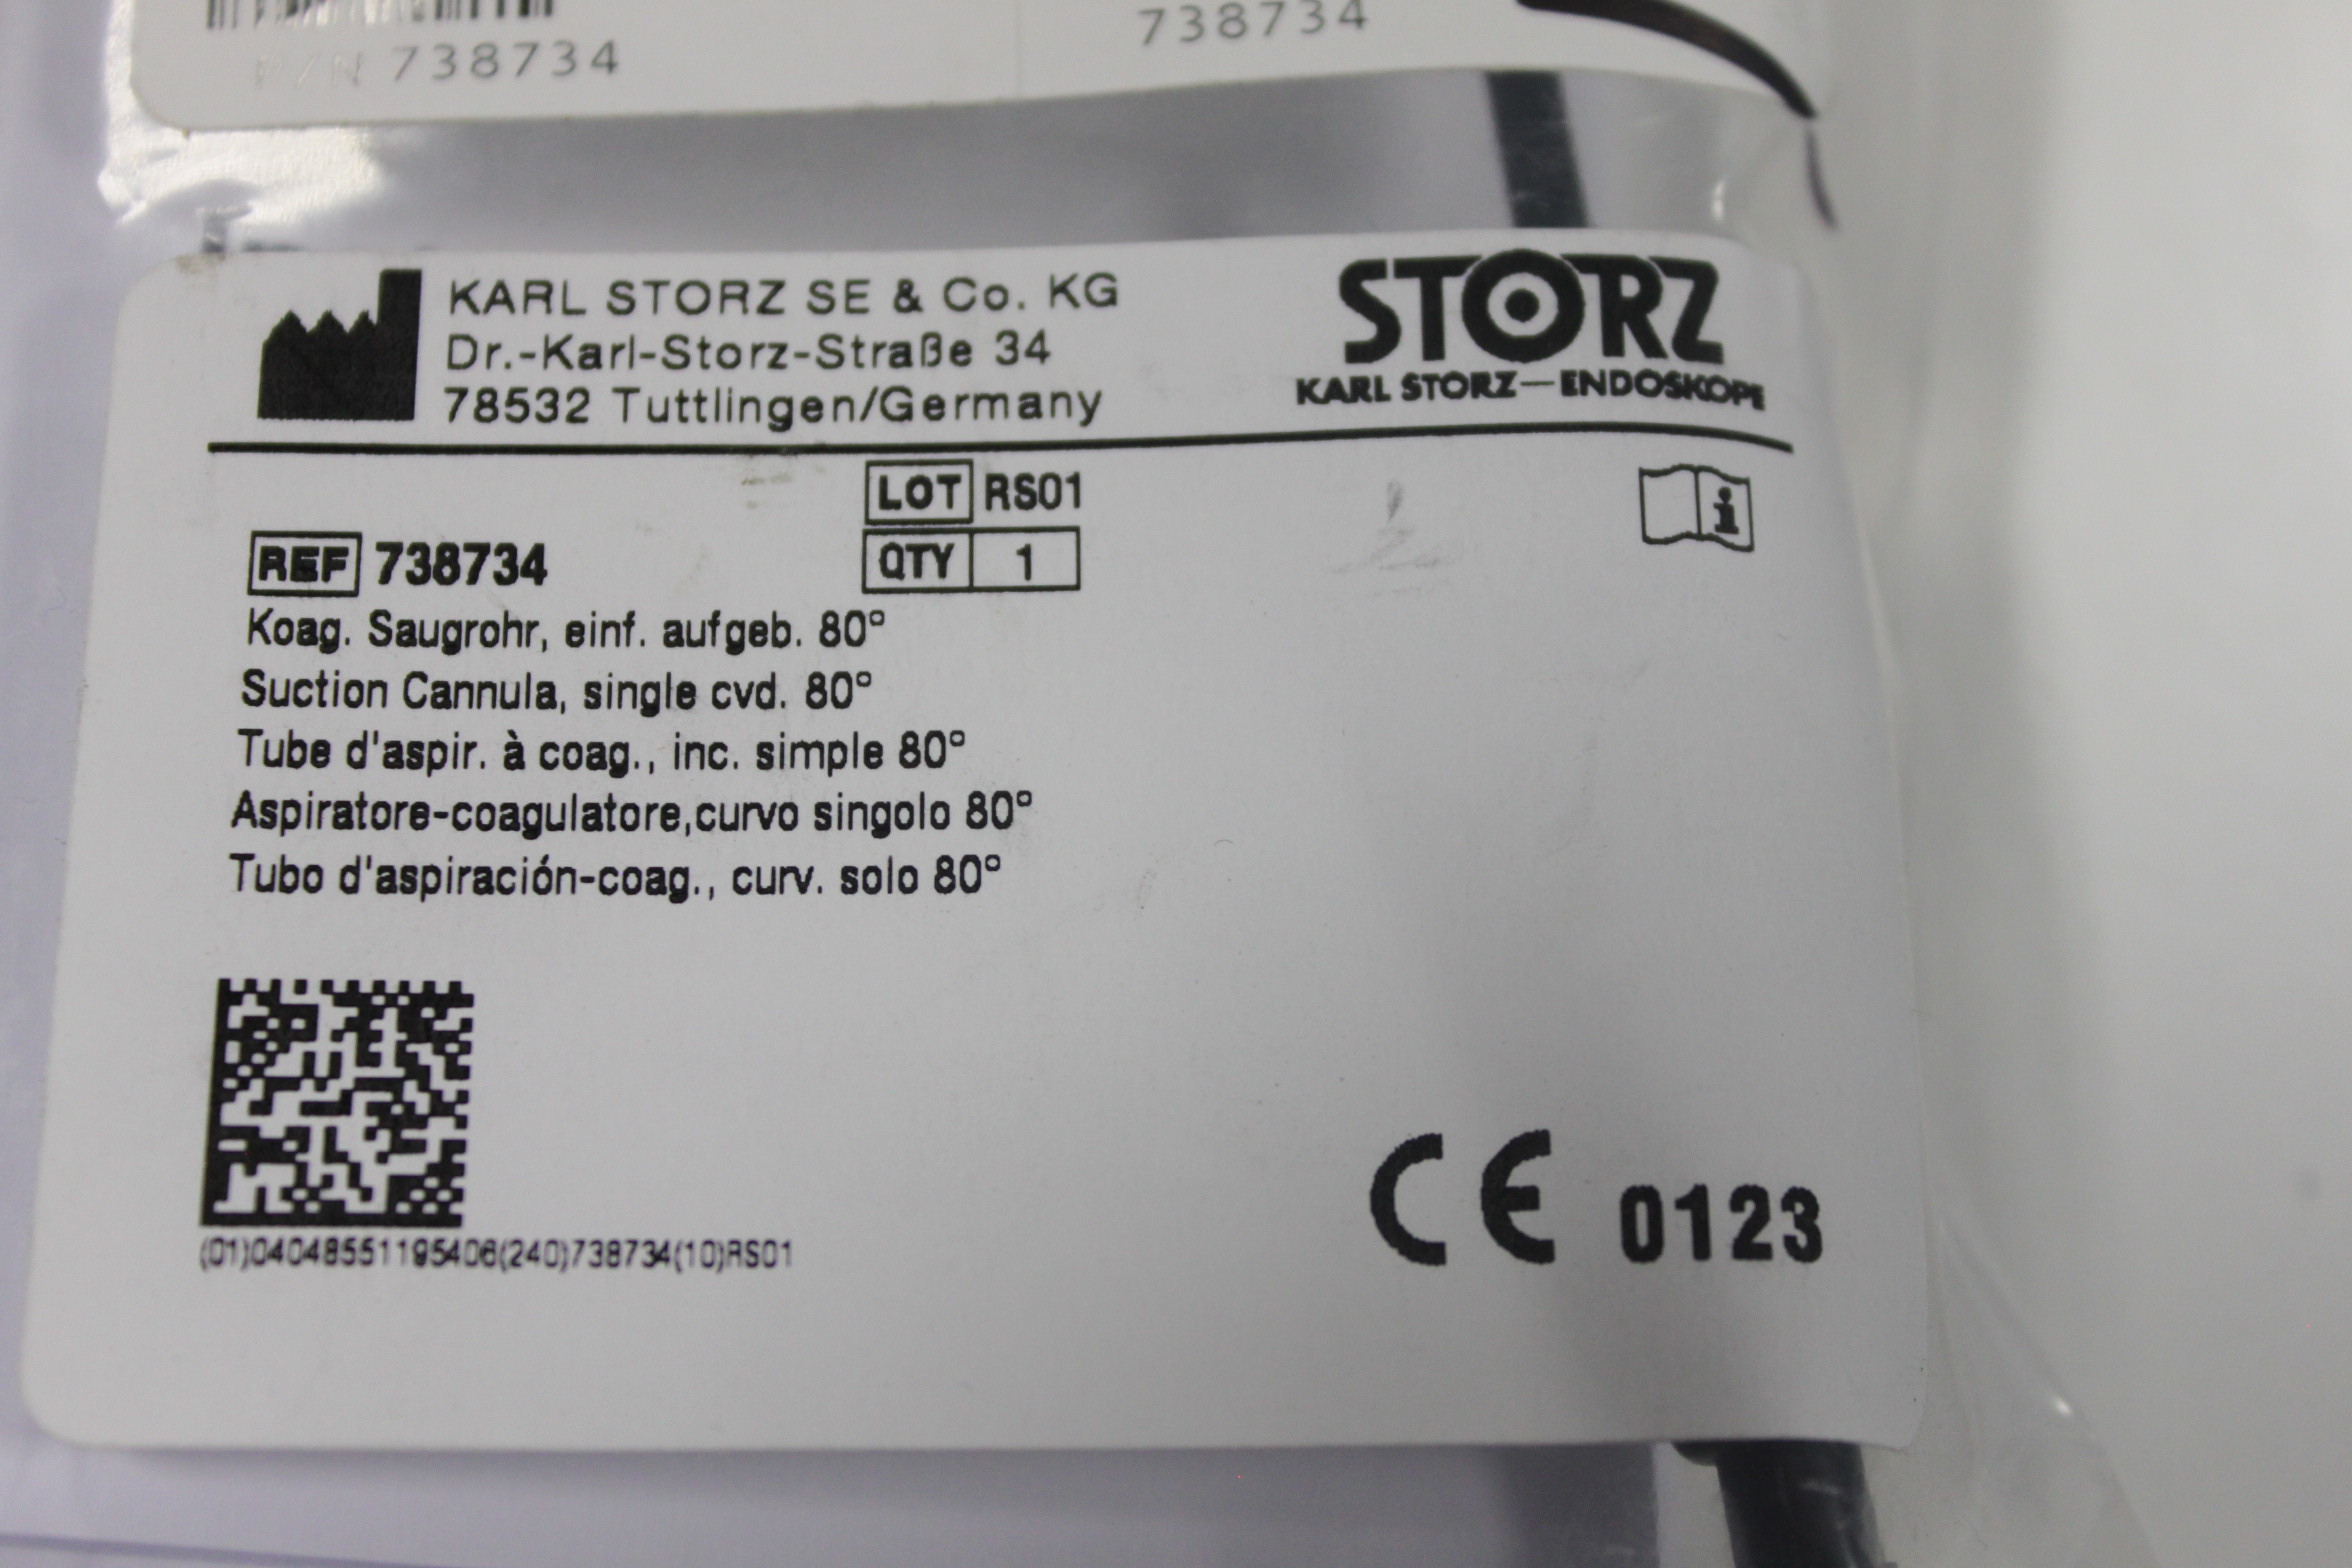 P/N 738734
738734
KARL STORZ SE & Co. KG
Dr.-Karl-Storz-Straße 34
78532 Tuttlingen/Germany
STORZ
KARL STORZ—ENDOSKOPE
LOT RS01
REF 738734
QTY 1
Koag. Saugrohr, einf. aufgeb. 80°
Suction Cannula, single cvd. 80°
Tube d'aspir. à coag., inc. simple 80°
Aspiratore-coagulatore,curvo singolo 80°
Tubo d'aspiración-coag., curv. solo 80°
(01)04048551195406(240)738734(10)RS01
CE 0123